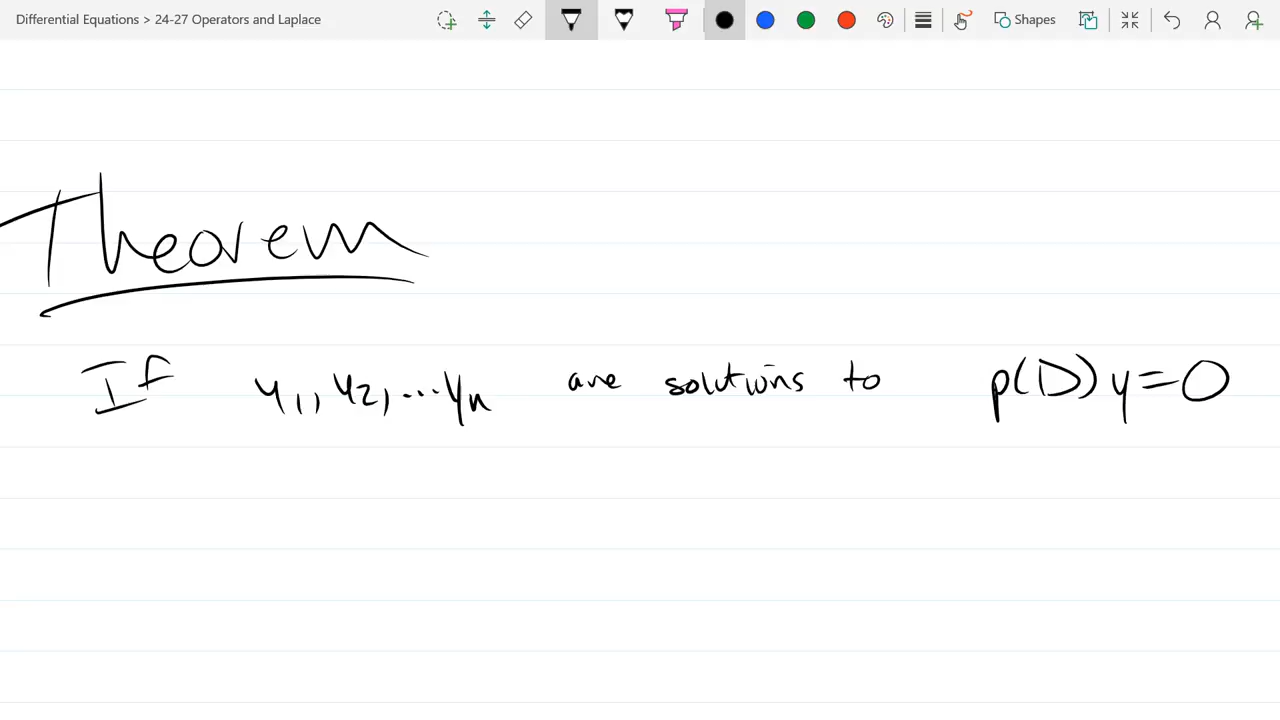 Differential Equations > 24-27 Operators and Laplace
Shapes
Theorem
If y1, y2, ... yn are solutions to p(D)y=0